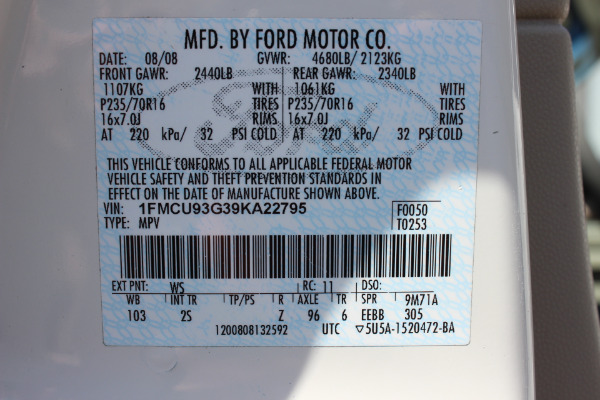 MFD. BY FORD MOTOR CO.
DATE: 08/08 GVWR: 4680LB/ 2123KG
FRONT GAWR: 2440LB REAR GAWR: 2340LB
1107KG WITH 1061KG WITH
P235/70R16 TIRES P235/70R16 TIRES
16x7.0J RIMS 16x7.0J RIMS
AT 220 kPa/ 32 PSI COLD AT 220 kPa/ 32 PSI COLD
Ford
THIS VEHICLE CONFORMS TO ALL APPLICABLE FEDERAL MOTOR
VEHICLE SAFETY AND THEFT PREVENTION STANDARDS IN
EFFECT ON THE DATE OF MANUFACTURE SHOWN ABOVE.
VIN: 1FMCU93G39KA22795 F0050
TYPE: MPV T0253
EXT PNT: WS RC: 11 DSO:
WB INT TR TP/PS R AXLE TR SPR 9M71A
103 2S Z 96 6 EEBB 305
1200808132592 UTC ▽5U5A-1520472-BA